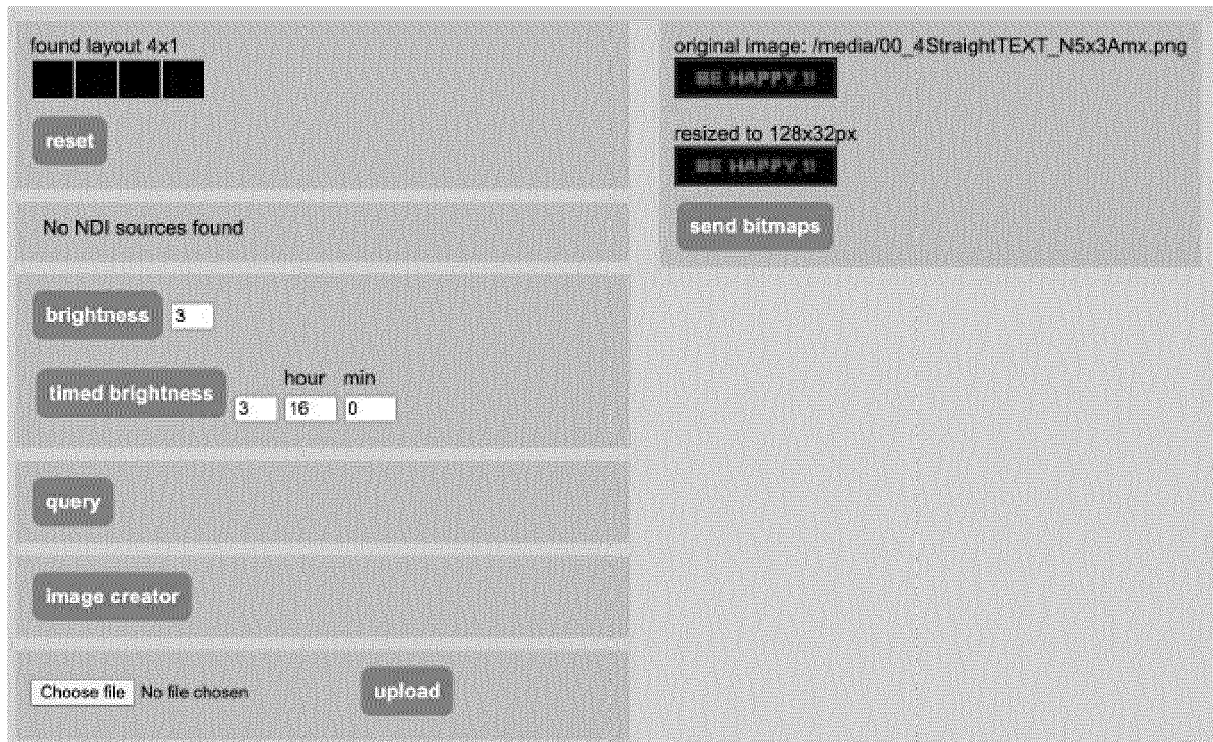 found layout 4x1
reset
No NDI sources found
brightness 3
hour min
timed brightness 3 16 0
query
image creator
Choose file No file chosen
upload
original image: /media/00_4StraightTEXT_N5x3Amx.png
BE HAPPY !!
resized to 128x32px
BE HAPPY !!
send bitmaps